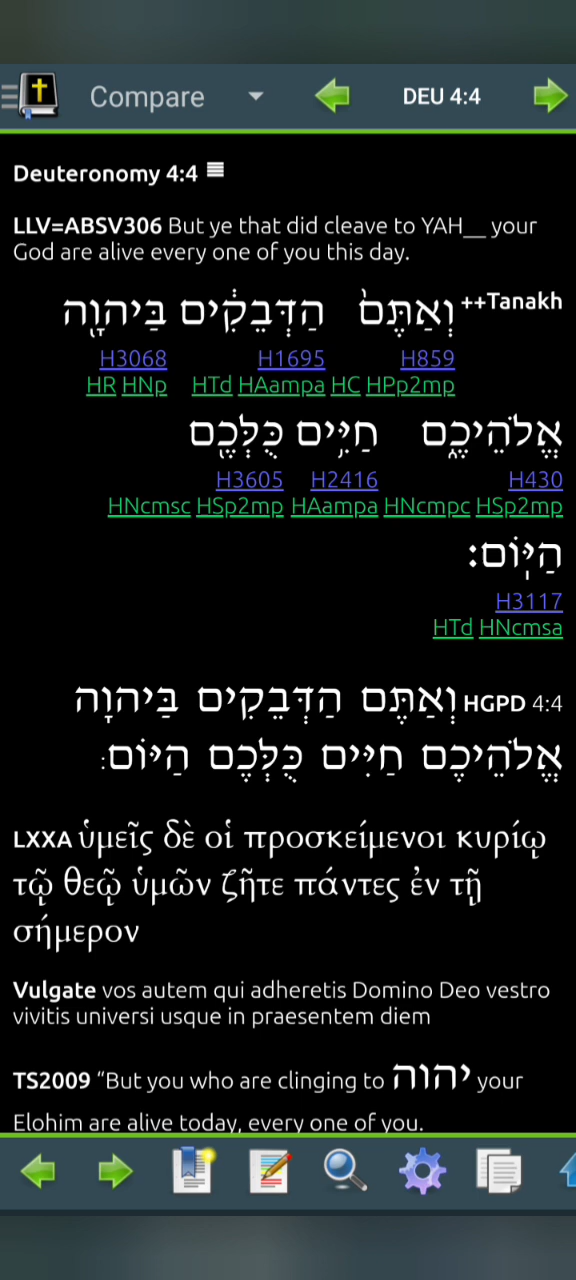 Compare DEU 4:4
Deuteronomy 4:4
LLV=ABSV306 But ye that did cleave to YAH__ your
God are alive every one of you this day.
++Tanakh וְאַתֶּם֙ הַדְּבֵקִ֔ים בַּיהוָ֖ה
H859 H1695 H3068
HR HNp HTd HAampa HC HPp2mp
אֱלֹהֵיכֶ֑ם חַיִּ֥ים כֻּלְּכֶ֖ם
H430 H2416 H3605
HNcmsc HSp2mp HAampa HNcmpc HSp2mp
הַיּֽוֹם׃
H3117
HTd HNcmsa
HGPD 4:4 וְאַתֶּם הַדְּבֵקִים בַּיהוָה
אֱלֹהֵיכֶם חַיִּים כֻּלְּכֶם הַיּוֹם׃
LXXA ὑμεῖς δὲ οἱ προσκείμενοι κυρίῳ
τῷ θεῷ ὑμῶν ζῆτε πάντες ἐν τῇ
σήμερον
Vulgate vos autem qui adheretis Domino Deo vestro
vivitis universi usque in praesentem diem
TS2009 “But you who are clinging to יהוה your
Elohim are alive today, every one of you.